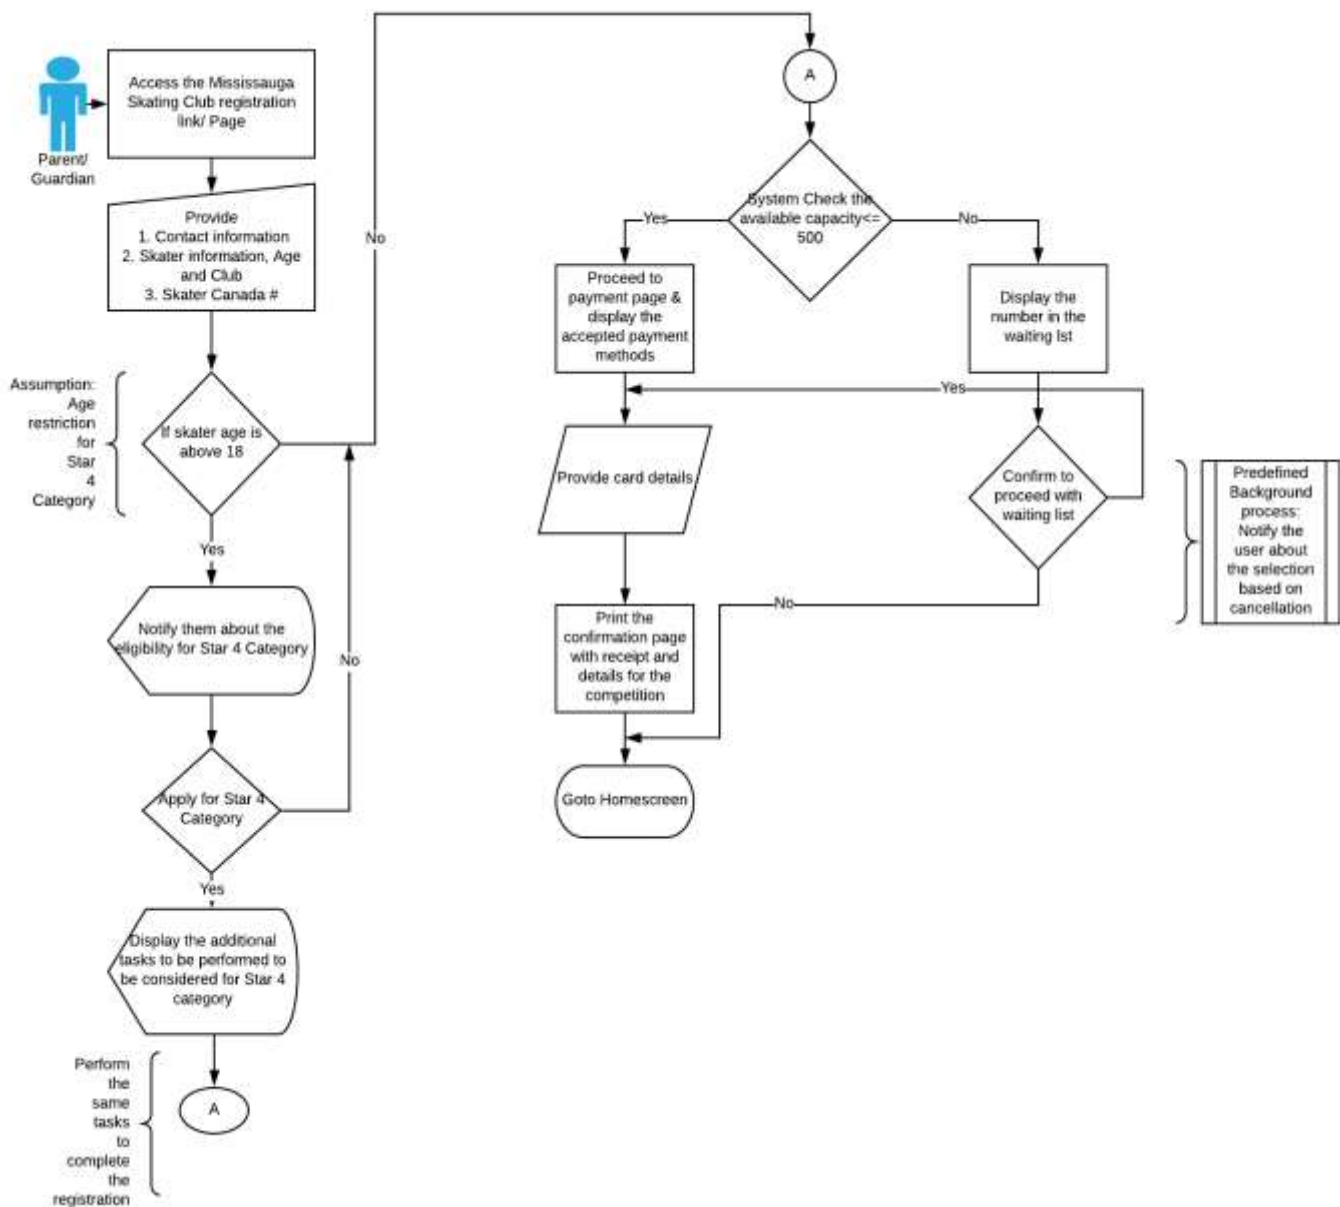 Parent/
Guardian
Access the Mississauga
Skating Club registration
link/ Page
Provide
1. Contact information
2. Skater information, Age
and Club
3. Skater Canada #
Assumption:
Age
restriction
for
Star
4
Category
If skater age is
above 18
No
Yes
Notify them about the
eligibility for Star 4 Category
No
Apply for Star 4
Category
Yes
Display the additional
tasks to be performed to
be considered for Star 4
category
Perform
the
same
tasks
to
complete
the
registration
A
A
System Check the
available capacity<=
500
Yes
No
Proceed to
payment page &
display the
accepted payment
methods
Display the
number in the
waiting lst
Yes
Provide card details
Confirm to
proceed with
waiting list
Predefined
Background
process:
Notify the
user about
the selection
based on
cancellation
No
Print the
confirmation page
with receipt and
details for the
competition
Goto Homescreen